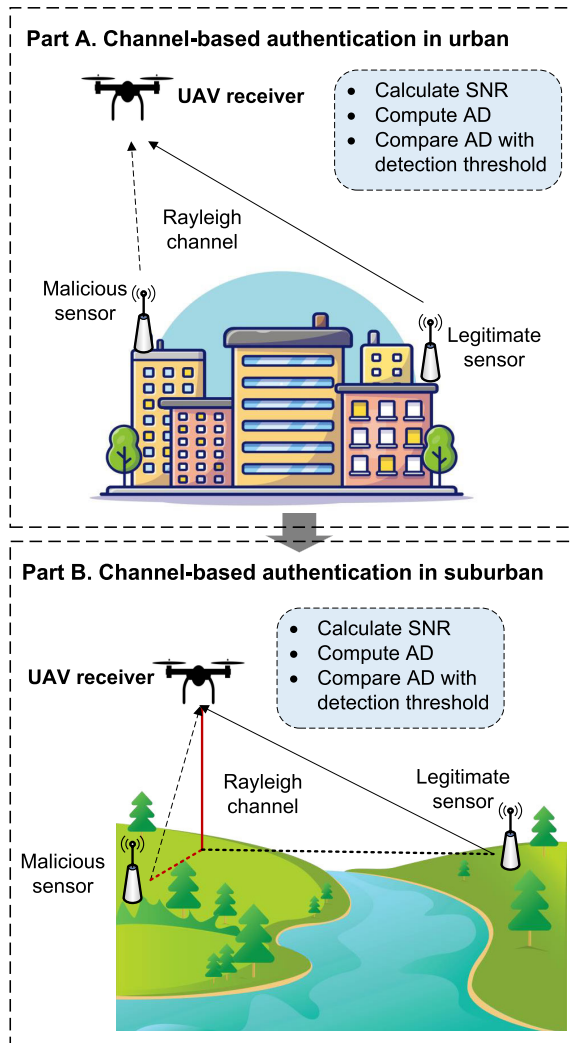 Part A. Channel-based authentication in urban
UAV receiver
• Calculate SNR
• Compute AD
• Compare AD with
detection threshold
Rayleigh
channel
Malicious
sensor
Legitimate
sensor
Part B. Channel-based authentication in suburban
UAV receiver
• Calculate SNR
• Compute AD
• Compare AD with
detection threshold
Rayleigh
channel
Legitimate
sensor
Malicious
sensor